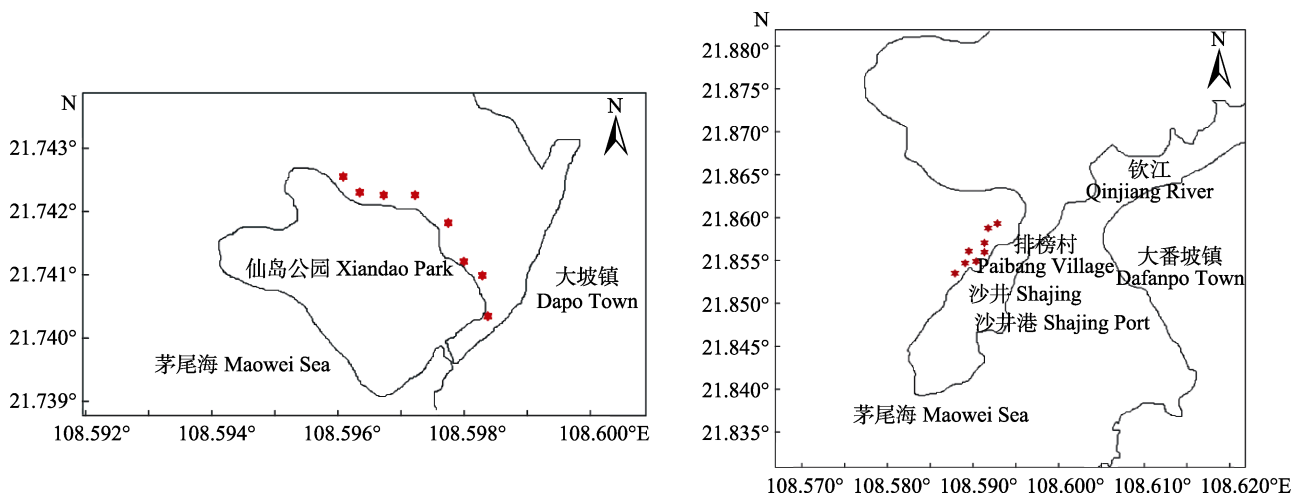 N
N
21.743°
21.742°
21.741°
21.740°
21.739°
仙岛公园 Xiandao Park
大坡镇
Dapo Town
茅尾海 Maowei Sea
108.592°
108.594°
108.596°
108.598°
108.600°E
N
N
21.880°
21.875°
21.870°
21.865°
21.860°
21.855°
21.850°
21.845°
21.840°
21.835°
钦江
Qinjiang River
排榜村
Paibang Village
大番坡镇
Dafanpo Town
沙井 Shajing
沙井港 Shajing Port
茅尾海 Maowei Sea
108.570°
108.580°
108.590°
108.600°
108.610°
108.620°E